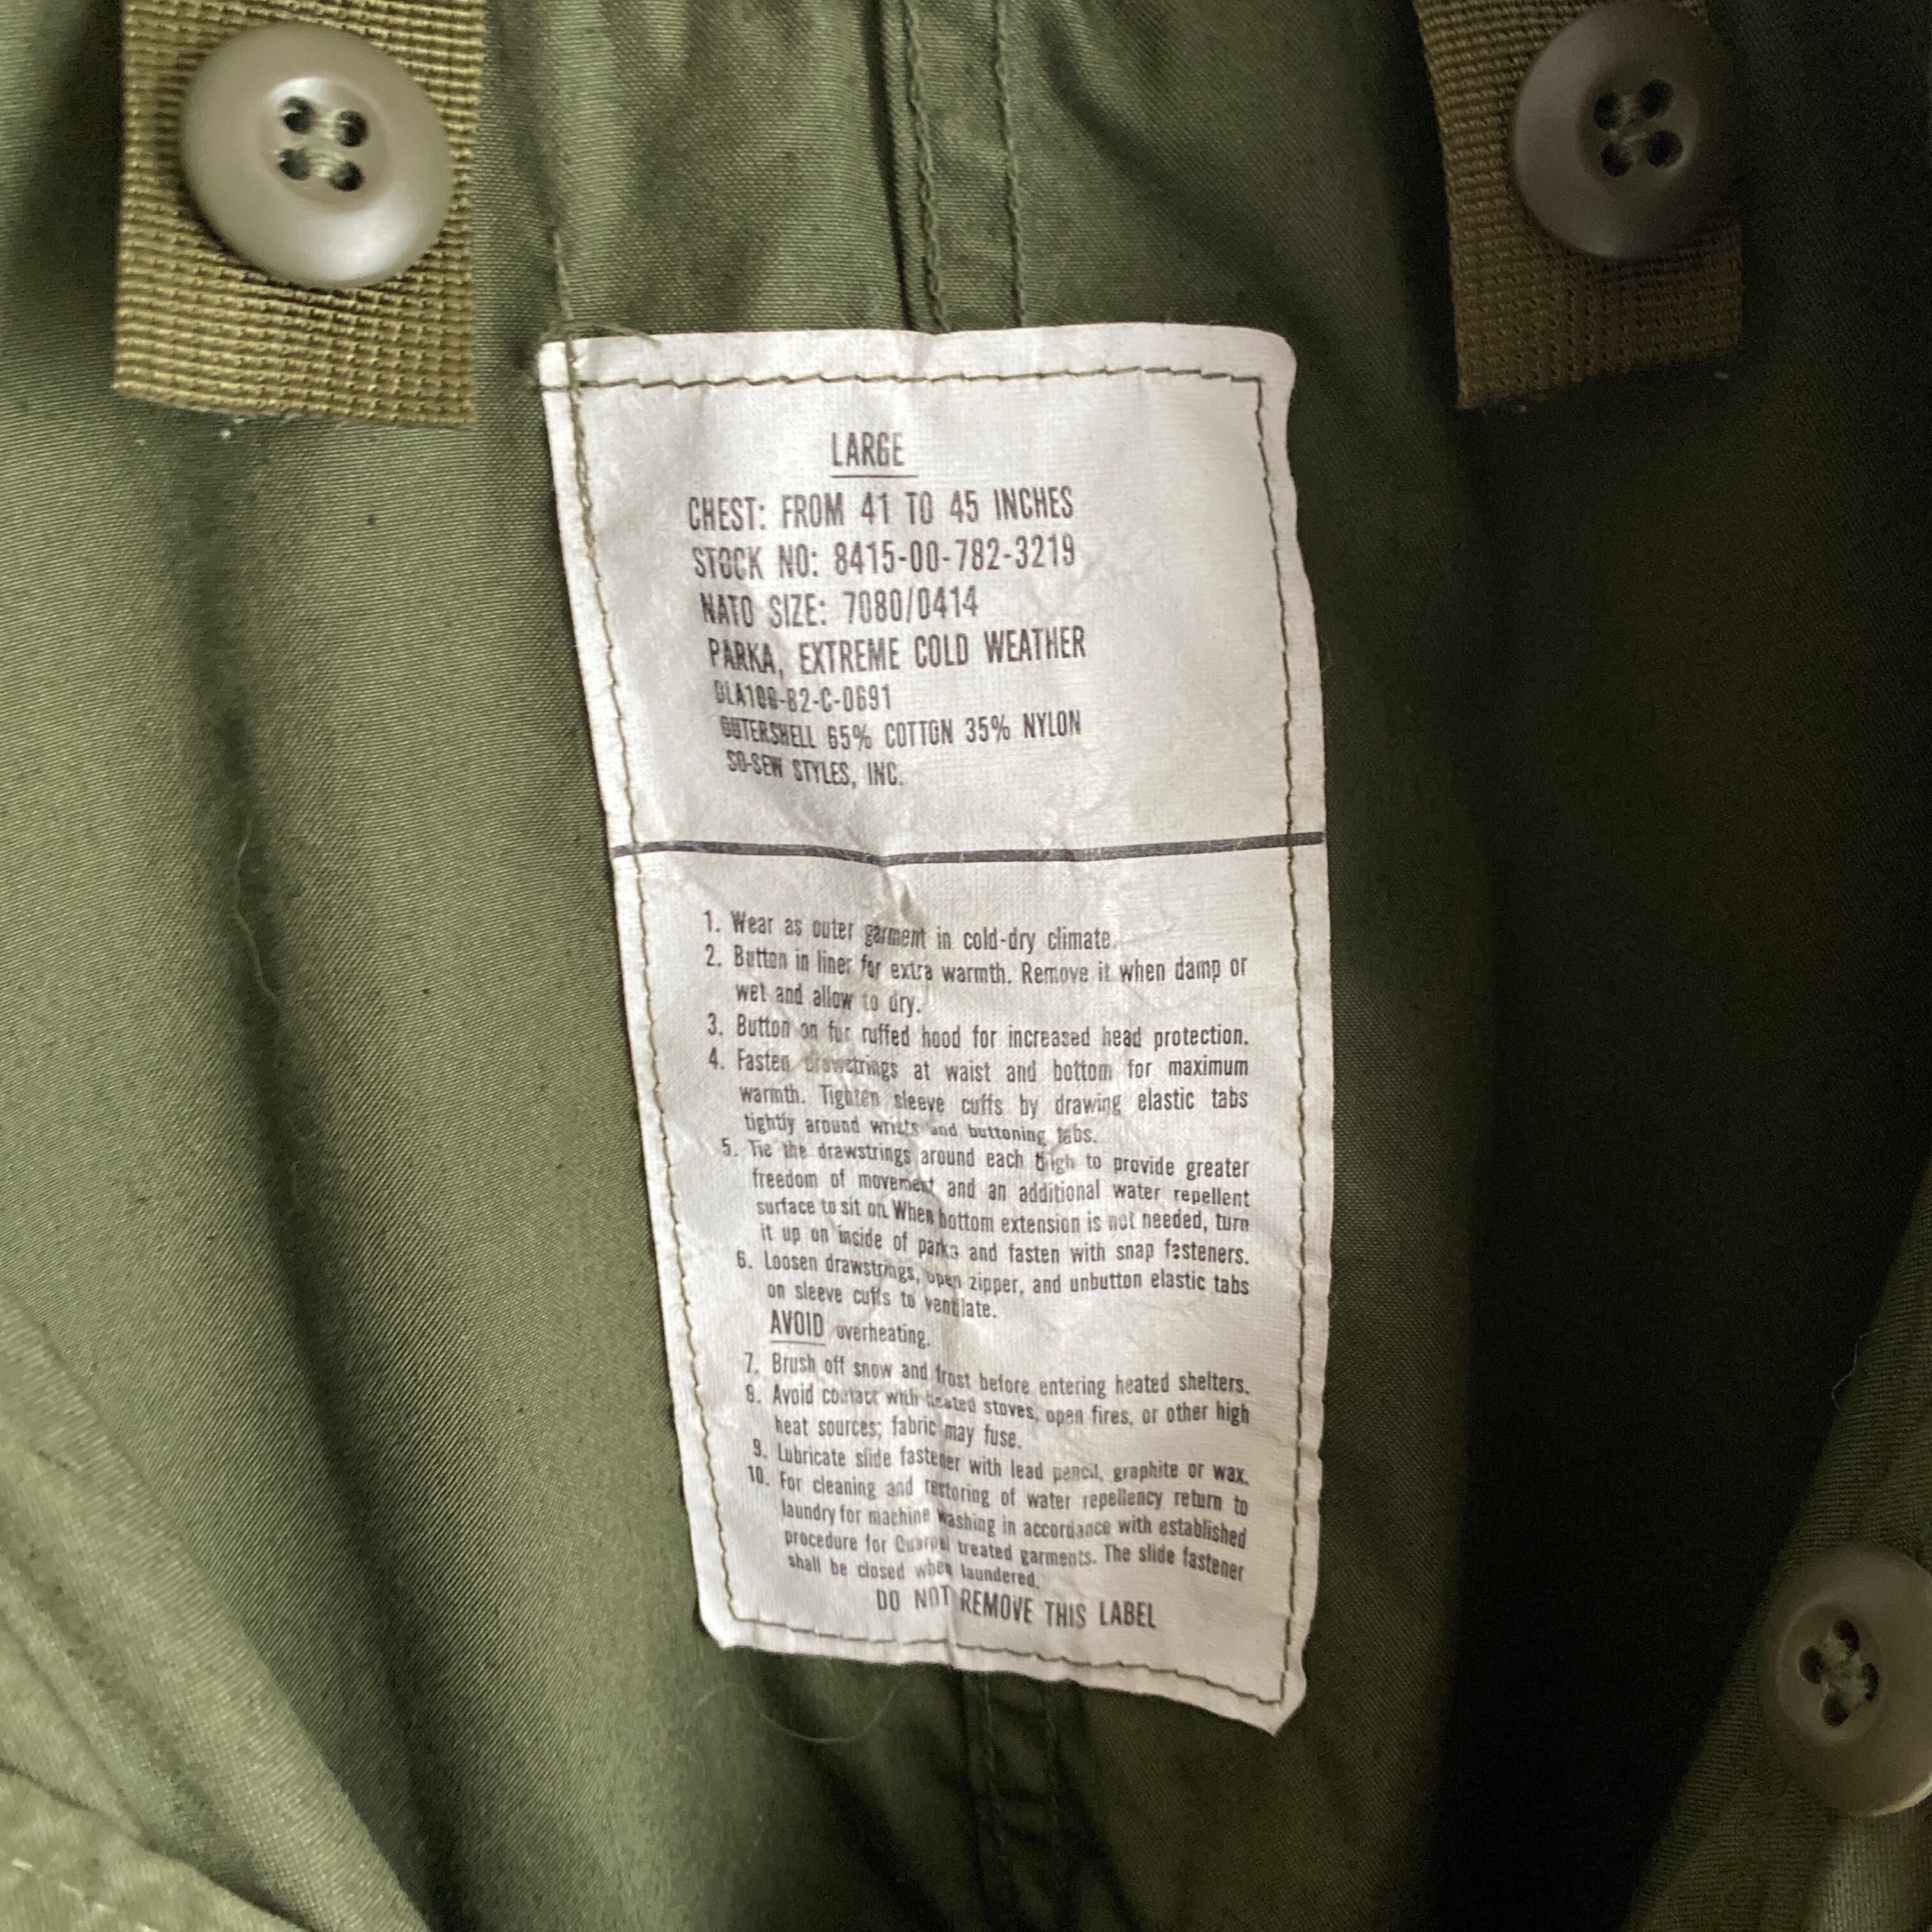 LARGE
CHEST: FROM 41 TO 45 INCHES
STOCK NO: 8415-00-782-3219
NATO SIZE: 7080/0414
PARKA, EXTREME COLD WEATHER
DLA100-82-C-0691
OUTERSHELL 65% COTTON 35% NYLON
SO-SEW STYLES, INC.
1. Wear as outer garment in cold-dry climate.
2. Button in liner for extra warmth. Remove it when damp or
wet and allow to dry.
3. Button on fur ruffed hood for increased head protection.
4. Fasten drawstrings at waist and bottom for maximum
warmth. Tighten sleeve cuffs by drawing elastic tabs
tightly around wrists and buttoning tabs.
5. Tie the drawstrings around each thigh to provide greater
freedom of movement and an additional water repellent
surface to sit on. When bottom extension is not needed, turn
it up on inside of parka and fasten with snap fasteners.
6. Loosen drawstrings, open zipper, and unbutton elastic tabs
on sleeve cuffs to ventilate.
AVOID overheating.
7. Brush off snow and frost before entering heated shelters.
8. Avoid contact with heated stoves, open fires, or other high
heat sources; fabric may fuse.
9. Lubricate slide fastener with lead pencil, graphite or wax.
10. For cleaning and restoring of water repellency return to
laundry for machine washing in accordance with established
procedure for Quarpel treated garments. The slide fastener
shall be closed when laundered.
DO NOT REMOVE THIS LABEL